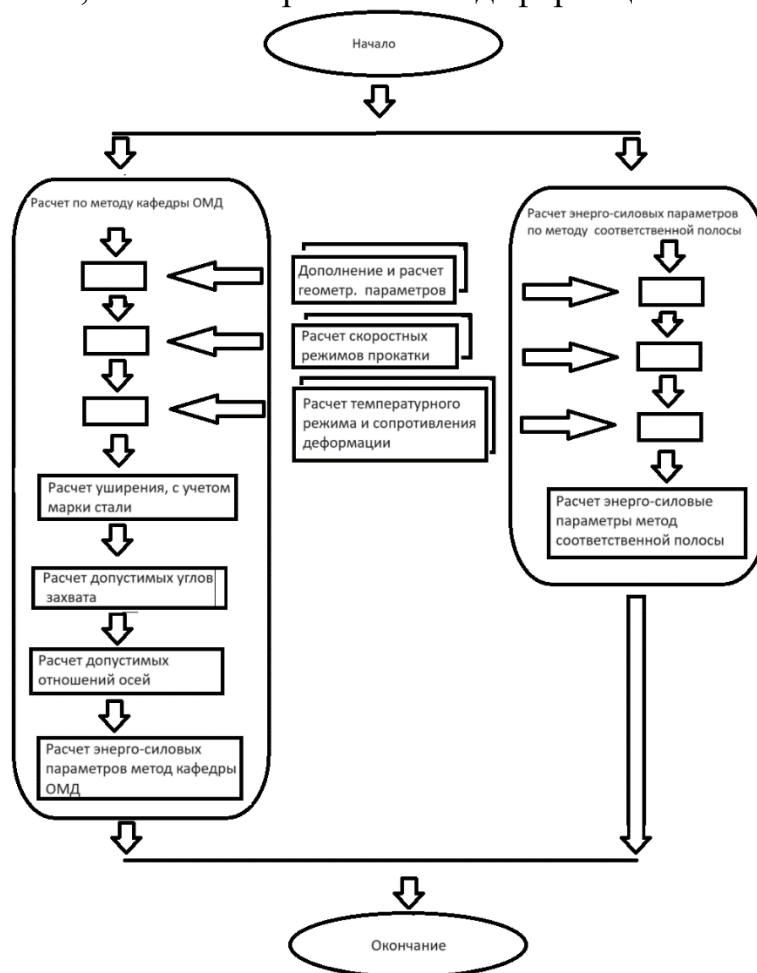 Начало
Расчет по методу кафедры ОМД
Расчет энерго-силовых параметров
по методу соответственной полосы
Дополнение и расчет
геометр. параметров
Расчет скоростных
режимов прокатки
Расчет температурного
режима и сопротивления
деформации
Расчет уширения, с учетом
марки стали
Расчет энерго-силовые
параметры метод
соответственной полосы
Расчет допустимых углов
захвата
Расчет допустимых
отношений осей
Расчет энерго-силовых
параметров метод кафедры
ОМД
Окончание